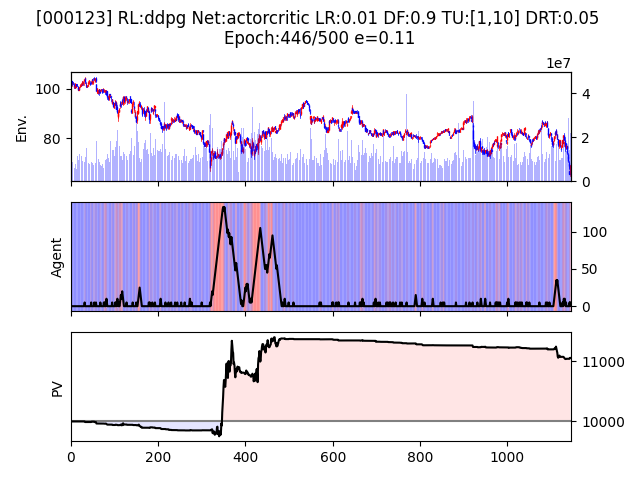 [000123] RL:ddpg Net:actorcritic LR:0.01 DF:0.9 TU:[1,10] DRT:0.05
Epoch:446/500 e=0.11
1e7
100
80
Env.
4
2
0
Agent
100
50
0
PV
11000
10000
0
200
400
600
800
1000